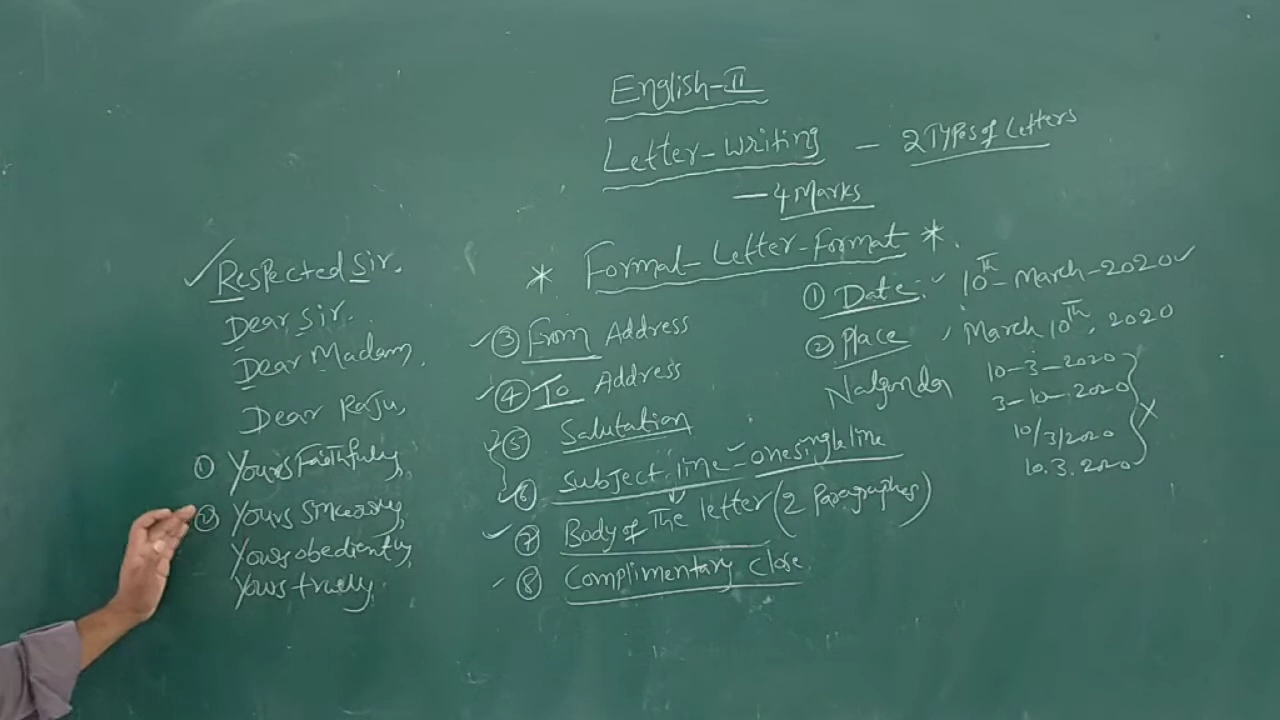 English-II
Letter-Writing - 2 Types of Letters
- 4 Marks
* Formal-Letter-Format *.
Respected Sir.
Dear Sir.
Dear Madam,
Dear Raju,
① Yours Faithfully,
② Yours Sincerely,
Yours obediently,
Yours truely.
③ From Address
④ To Address
⑤ Salutation
⑥ Subject line - one single line
⑦ Body of The letter (2 Paragraphes)
⑧ Complimentary close
① Date:
② Place
Nalgonda
10th - March - 2020
March 10th, 2020
10-3-2020
3-10-2020
10/3/2020
10.3.2020
X